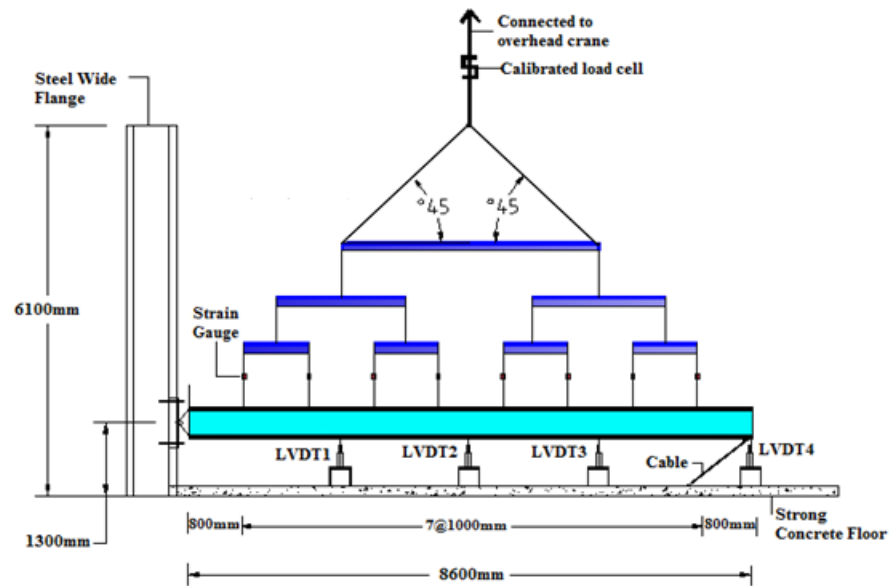 Connected to
overhead crane
Calibrated load cell
Steel Wide
Flange
°45
°45
6100mm
Strain
Gauge
LVDT1
LVDT2
LVDT3
LVDT4
Cable
1300mm
800mm
7@1000mm
800mm
Strong
Concrete Floor
8600mm